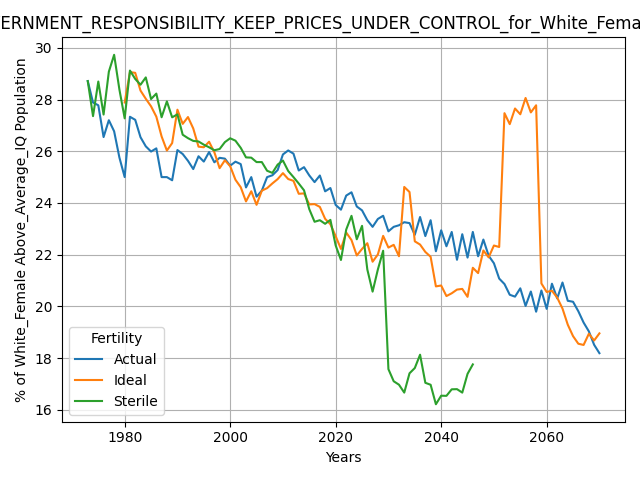 ERNMENT_RESPONSIBILITY_KEEP_PRICES_UNDER_CONTROL_for_White_Fema
% of White_Female Above_Average_IQ Population
30
28
26
24
22
20
18
16
Fertility
Actual
Ideal
Sterile
1980
2000
2020
2040
2060
Years